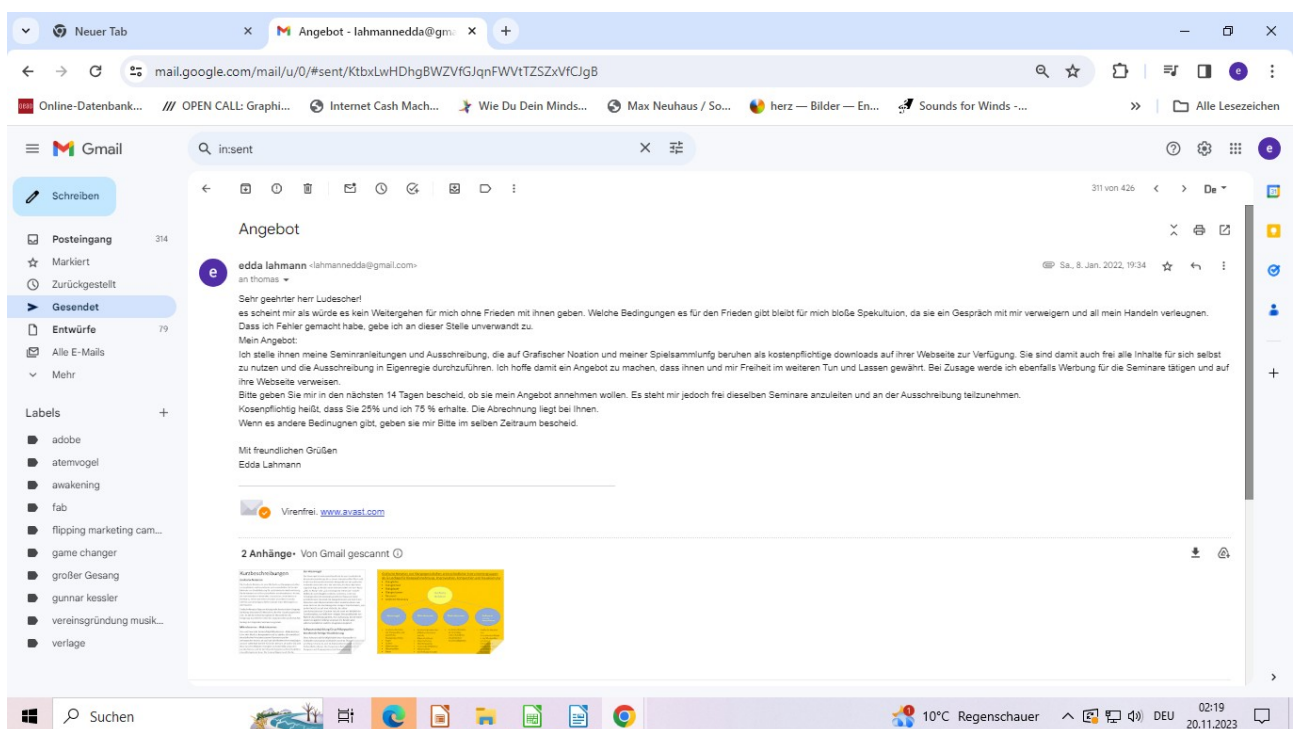 Neuer Tab
Angebot - lahmannedda@gma
mail.google.com/mail/u/0/#sent/KtbxLwHDhgBWZVfGJqnFWVtTZSZxVfCJgB
Online-Datenbank... OPEN CALL: Graphi... Internet Cash Mach... Wie Du Dein Minds... Max Neuhaus / So... herz — Bilder — En... Sounds for Winds -... » Alle Lesezeichen
Gmail
in:sent
Schreiben
311 von 426
De
Posteingang 314
Markiert
Zurückgestellt
Gesendet
Entwürfe 79
Alle E-Mails
Mehr
Labels +
adobe
atemvogel
awakening
fab
flipping marketing cam...
game changer
großer Gesang
gunnar kessler
vereinsgründung musik...
verlage
Angebot
edda lahmann <lahmannedda@gmail.com>
Sa., 8. Jan. 2022, 19:34
an thomas
Sehr geehrter herr Ludescher!
es scheint mir als würde es kein Weitergehen für mich ohne Frieden mit ihnen geben. Welche Bedingungen es für den Frieden gibt bleibt für mich bloße Spekultuion, da sie ein Gespräch mit mir verweigern und all mein Handeln verleugnen.
Dass ich Fehler gemacht habe, gebe ich an dieser Stelle unverwandt zu.
Mein Angebot:
Ich stelle ihnen meine Seminranleitungen und Ausschreibung, die auf Grafischer Noation und meiner Spielsammlunfg beruhen als kostenpflichtige downloads auf ihrer Webseite zur Verfügung. Sie sind damit auch frei alle Inhalte für sich selbst
zu nutzen und die Ausschreibung in Eigenregie durchzuführen. Ich hoffe damit ein Angebot zu machen, dass ihnen und mir Freiheit im weiteren Tun und Lassen gewährt. Bei Zusage werde ich ebenfalls Werbung für die Seminare tätigen und auf
ihre Webseite verweisen.
Bitte geben Sie mir in den nächsten 14 Tagen bescheid, ob sie mein Angebot annehmen wollen. Es steht mir jedoch frei dieselben Seminare anzuleiten und an der Ausschreibung teilzunehmen.
Kosenpflichtig heißt, dass Sie 25% und ich 75 % erhalte. Die Abrechnung liegt bei Ihnen.
Wenn es andere Bedinugnen gibt, geben sie mir Bitte im selben Zeitraum bescheid.
Mit freundlichen Grüßen
Edda Lahmann
Virenfrei. www.avast.com
2 Anhänge • Von Gmail gescannt
Kurzbeschreibungen
Suchen
10°C Regenschauer
DEU
02:19
20.11.2023